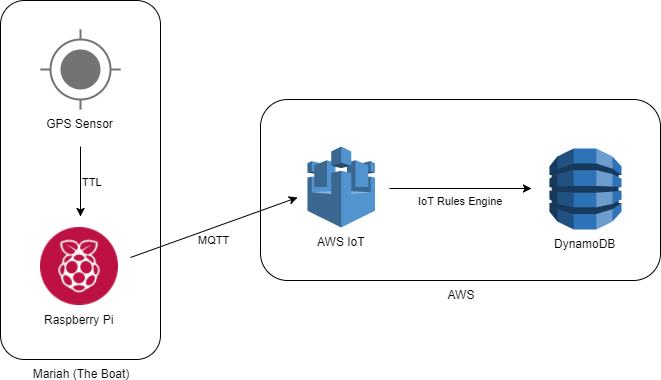 GPS Sensor
TTL
Raspberry Pi
Mariah (The Boat)
MQTT
AWS IoT
IoT Rules Engine
DynamoDB
AWS